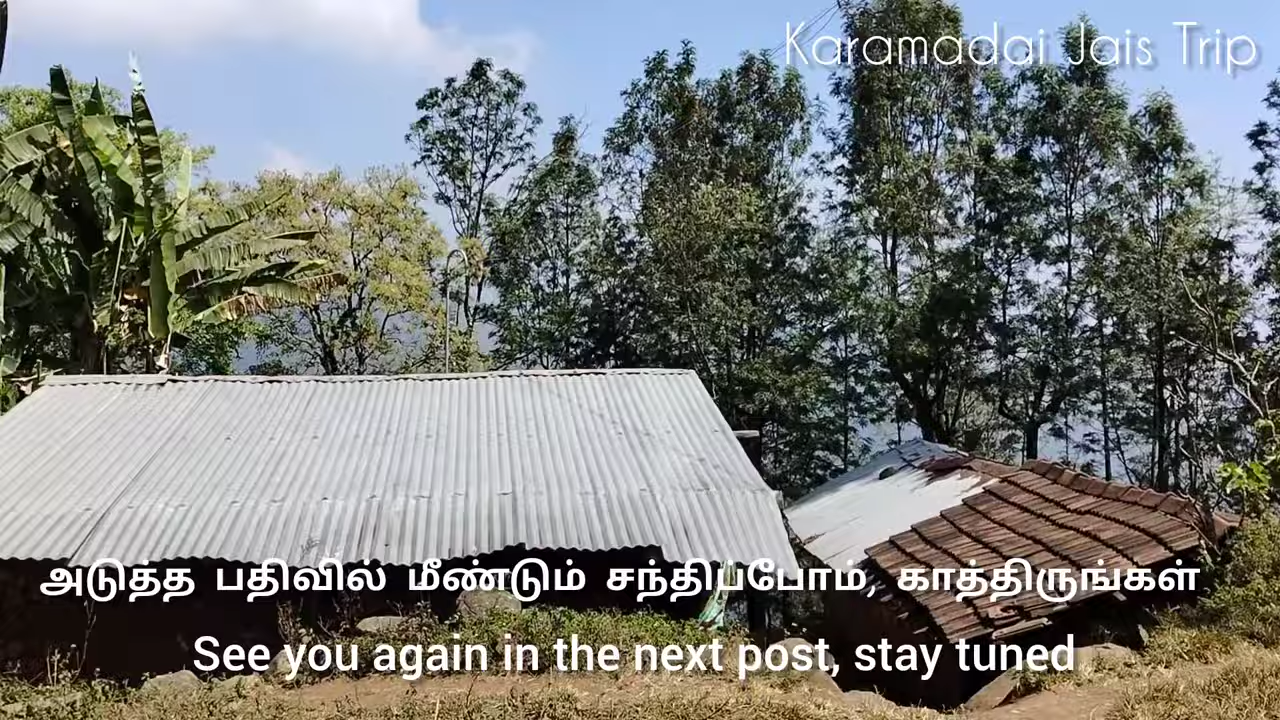 Karamadai Jais Trip
அடுத்த பதிவில் மீண்டும் சந்திப்போம், காத்திருங்கள்
See you again in the next post, stay tuned